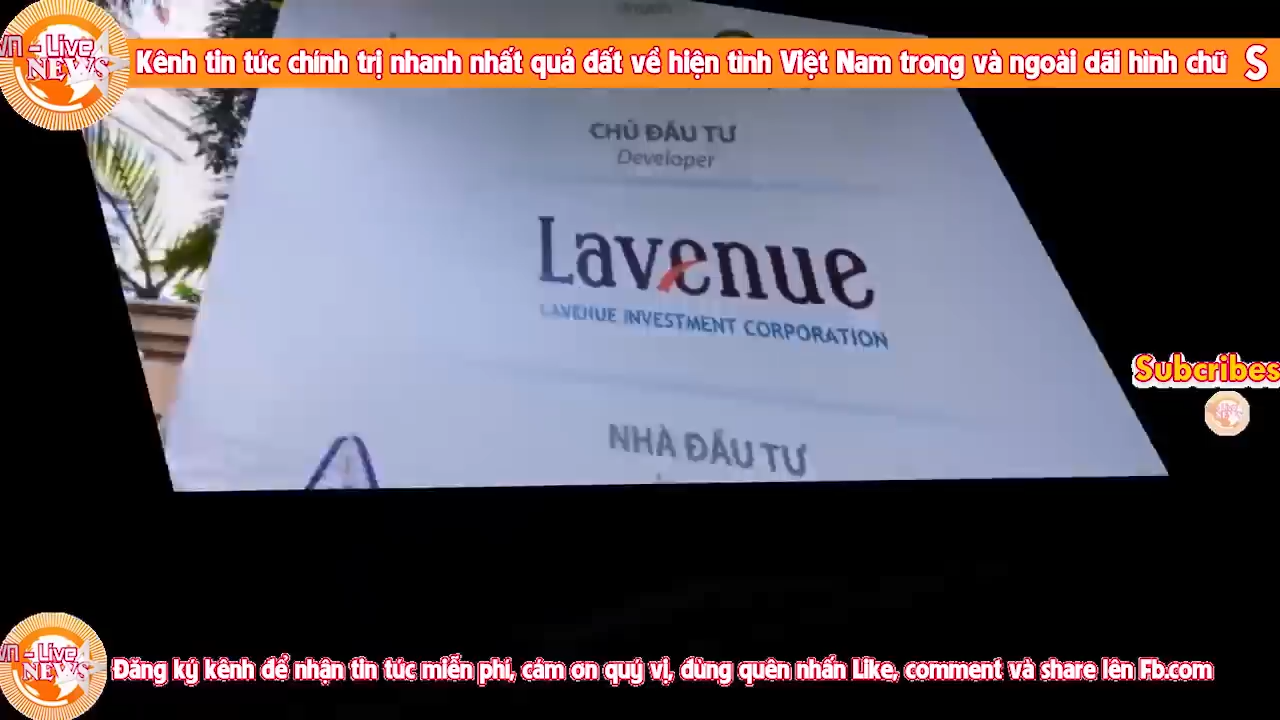 VN - Live
NEWS
Kênh tin tức chính trị nhanh nhất quả đất về hiện tình Việt Nam trong và ngoài dãi hình chữ S
CHỦ ĐẦU TƯ
Developer
Lavenue
LAVENUE INVESTMENT CORPORATION
NHÀ ĐẦU TƯ
Subcribes
VN - Live
NEWS
Đăng ký kênh để nhận tin tức miễn phí, cám ơn quý vị, đừng quên nhấn Like, comment và share lên Fb.com